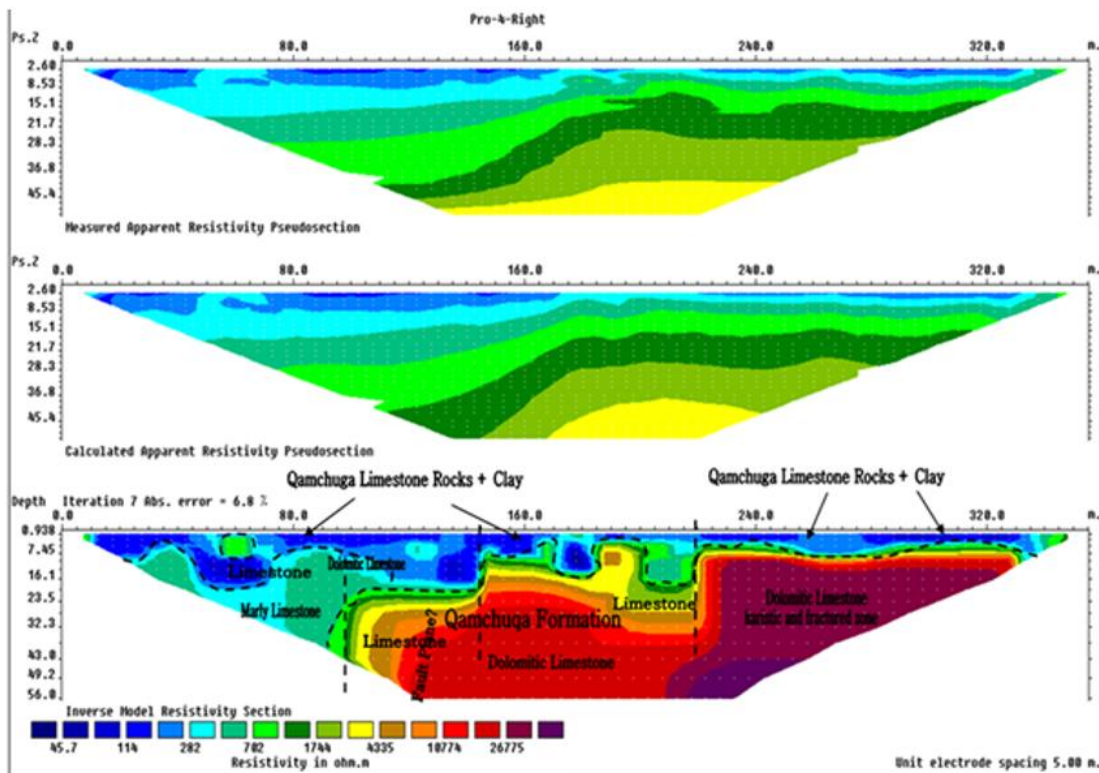 Pro-4-Right
Ps.Z 0.0 80.0 160.0 240.0 320.0 m.
2.60
8.53
15.1
21.7
28.3
36.8
45.4
Measured Apparent Resistivity Pseudosection
Ps.Z 0.0 80.0 160.0 240.0 320.0 m.
2.60
8.53
15.1
21.7
28.3
36.8
45.4
Calculated Apparent Resistivity Pseudosection
Qamchuga Limestone Rocks + Clay
Qamchuga Limestone Rocks + Clay
Depth Iteration 7 Abs. error = 6.8 %
0.0 80.0 160.0 240.0 320.0 m.
0.938
7.45
16.1
23.5
32.3
43.0
49.2
56.0
Limestone
Marly Limestone
Limestone
Fault plane?
Qamchuqa Formation
Dolomitic Limestone
Limestone
Dolomitic Limestone
karistic and fractured zone
Inverse Model Resistivity Section
45.7 114 282 702 1744 4335 10774 26775
Resistivity in ohm.m
Unit electrode spacing 5.00 m.